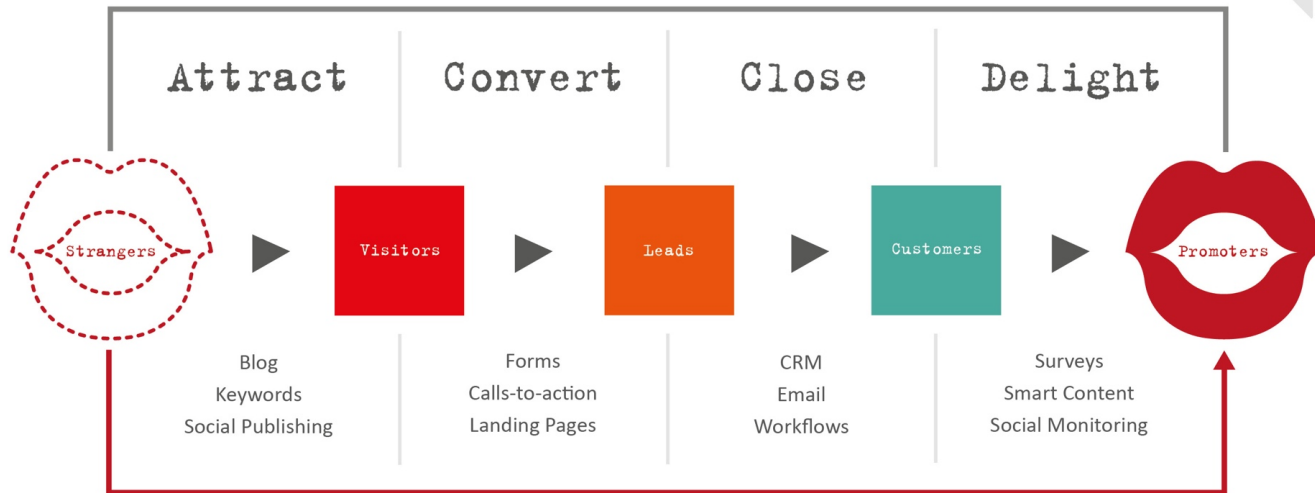 Attract
Convert
Close
Delight
Strangers
Visitors
Leads
Customers
Promoters
Blog
Keywords
Social Publishing
Forms
Calls-to-action
Landing Pages
CRM
Email
Workflows
Surveys
Smart Content
Social Monitoring